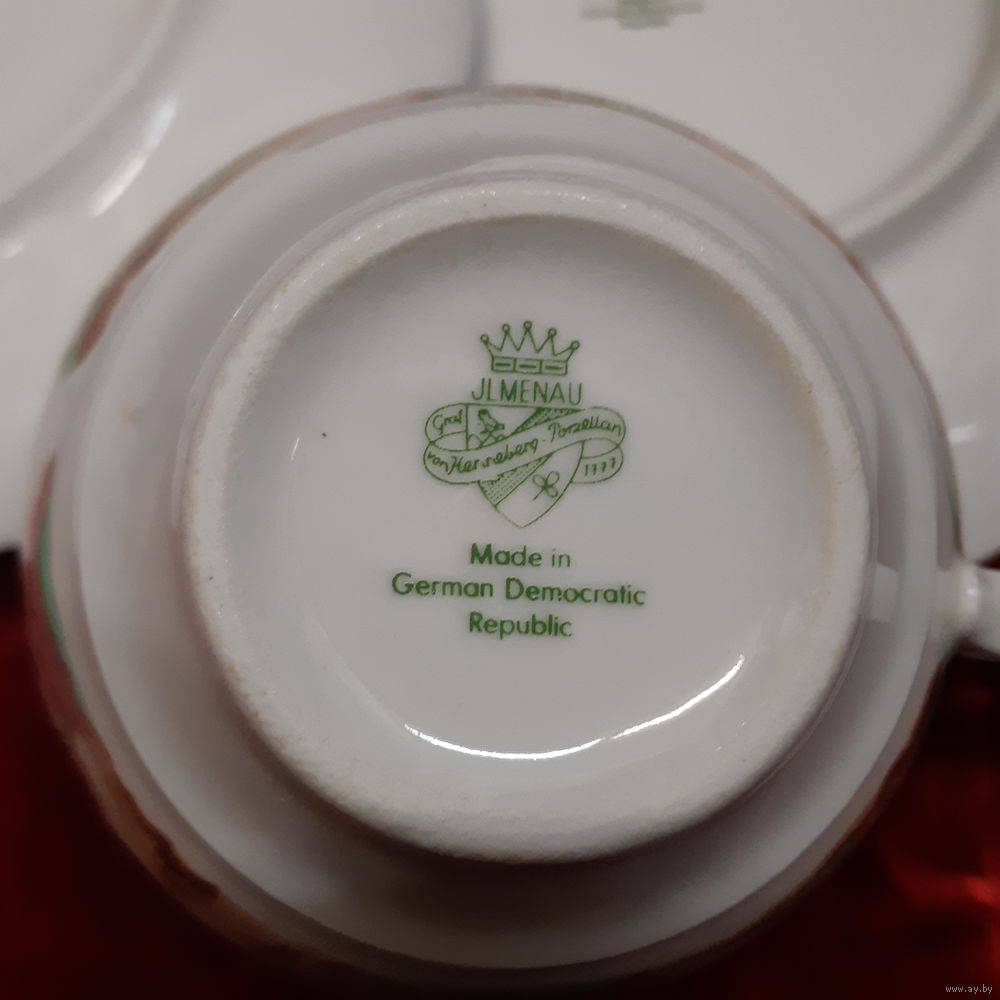 JLMENAU
Graf
von Henneberg - Porzellan
1777
Made in
German Democratic
Republic
www.ay.by